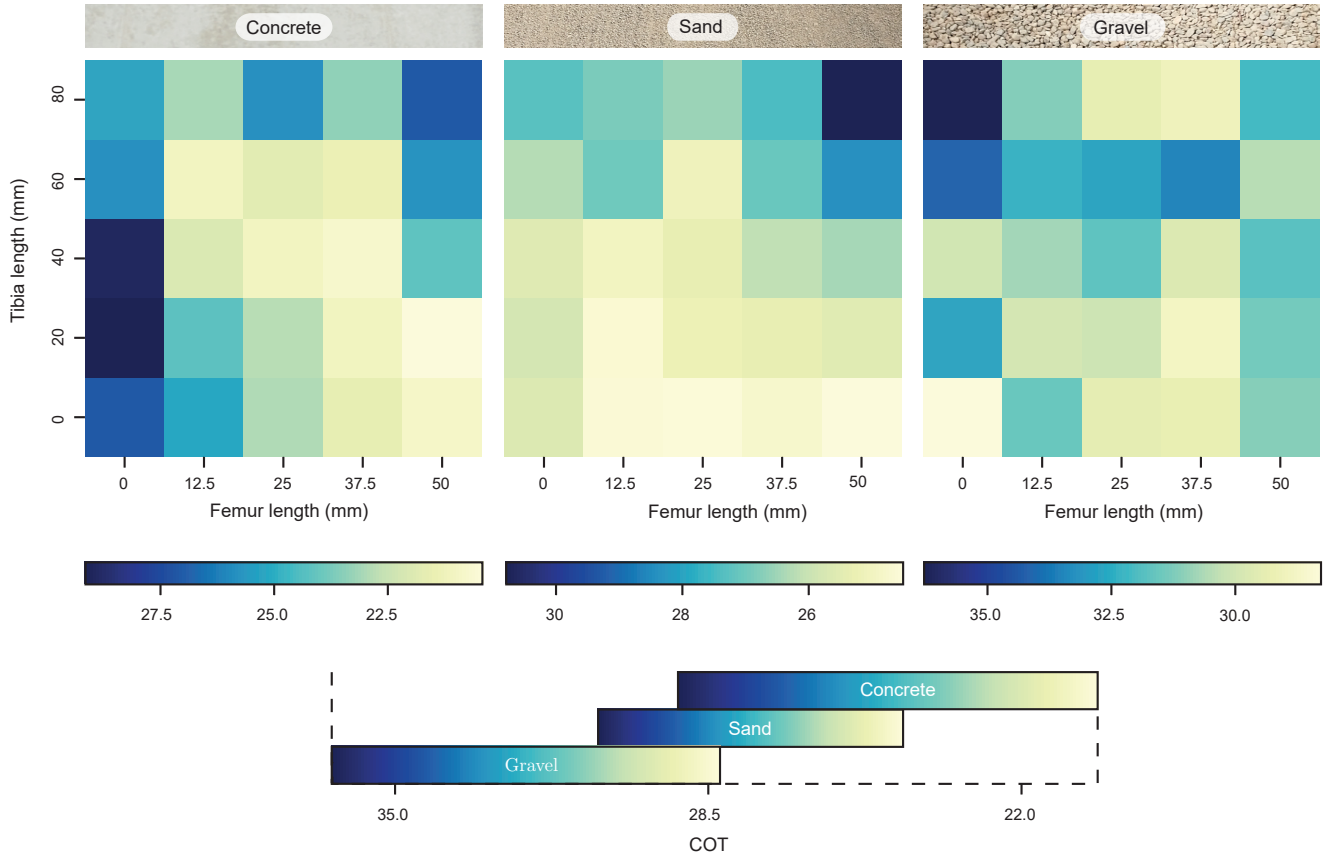 Concrete Sand Gravel
Tibia length (mm)
80
60
40
20
0
0 12.5 25 37.5 50
Femur length (mm)
0 12.5 25 37.5 50
Femur length (mm)
0 12.5 25 37.5 50
Femur length (mm)
27.5 25.0 22.5
30 28 26
35.0 32.5 30.0
Concrete
Sand
Gravel
35.0 28.5 22.0
COT